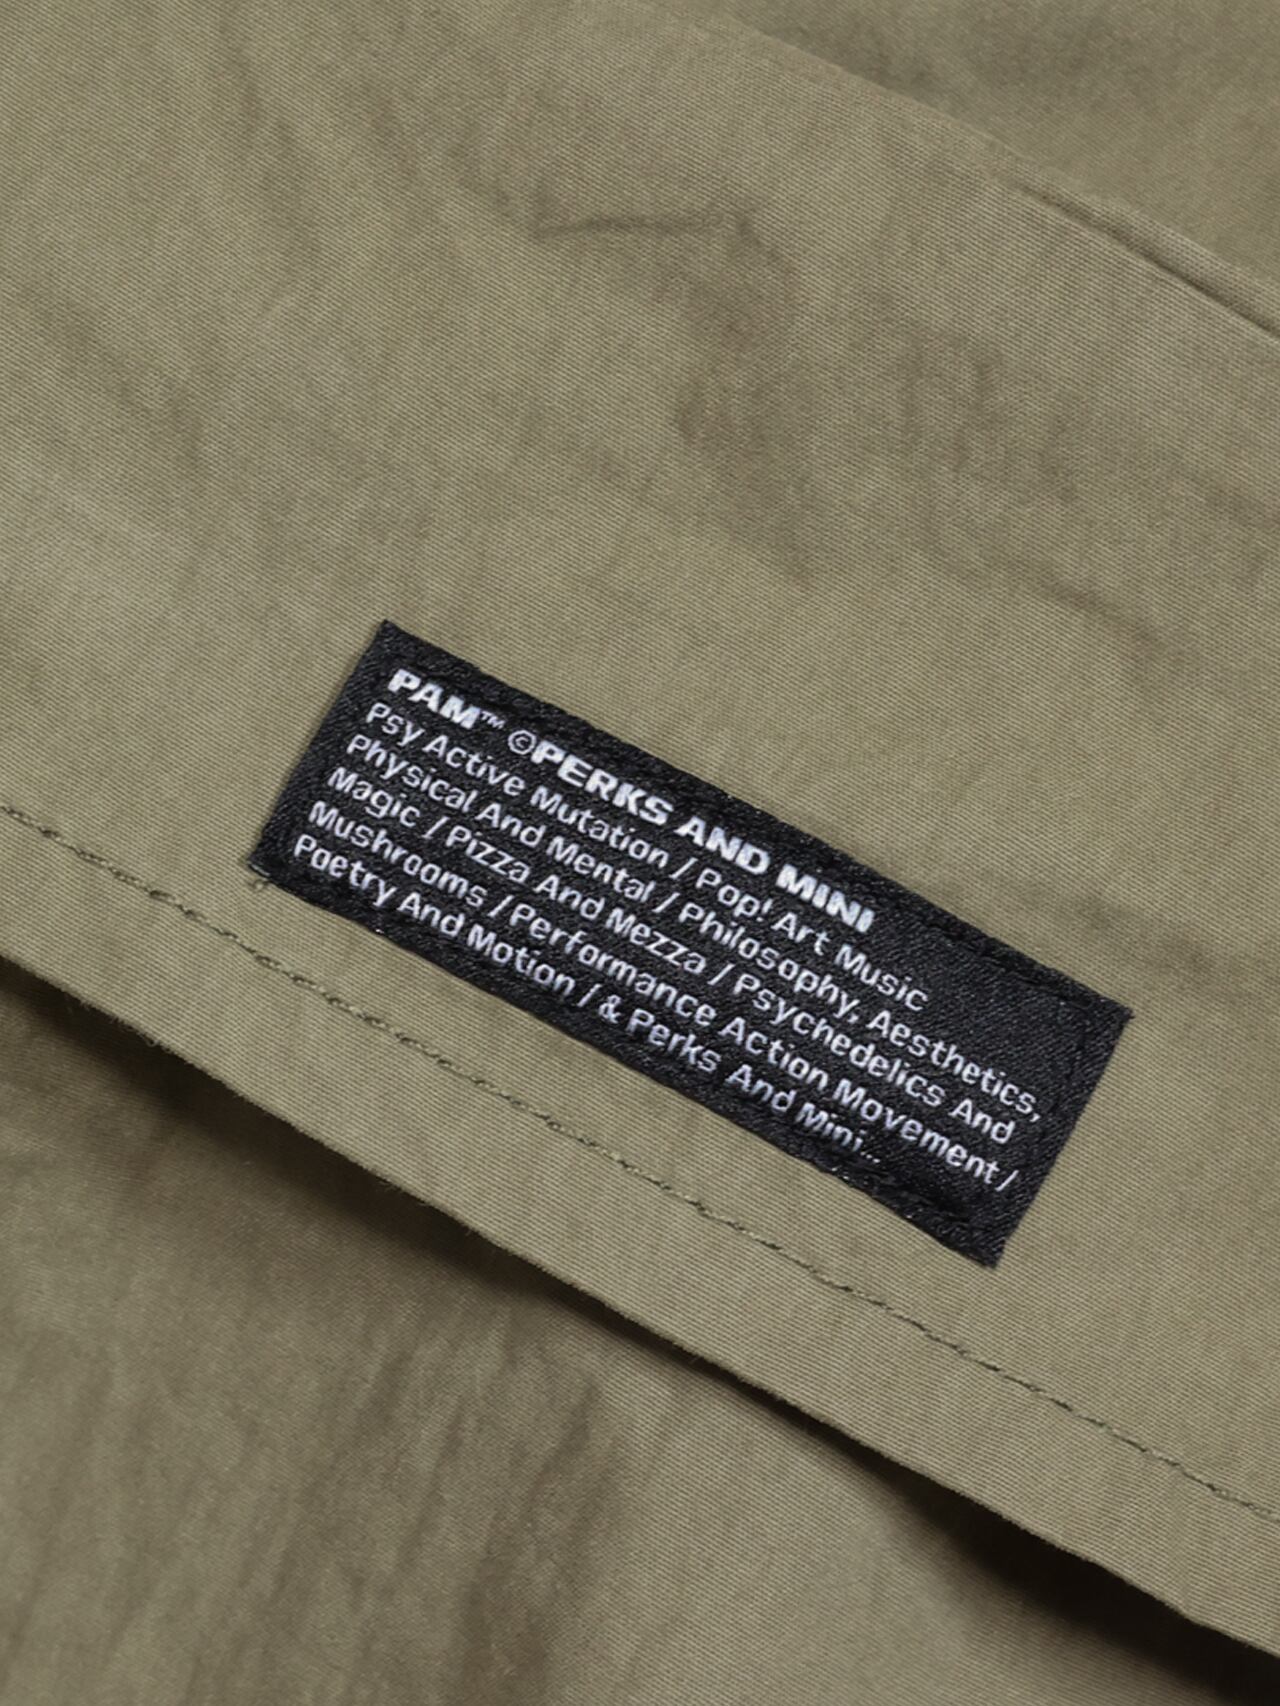 PAM™ ©PERKS AND MINI
Psy Active Mutation / Pop! Art Music
Physical And Mental / Philosophy, Aesthetics,
Magic / Pizza And Mezza / Psychedelics And
Mushrooms / Performance Action Movement /
Poetry And Motion / & Perks And Mini...